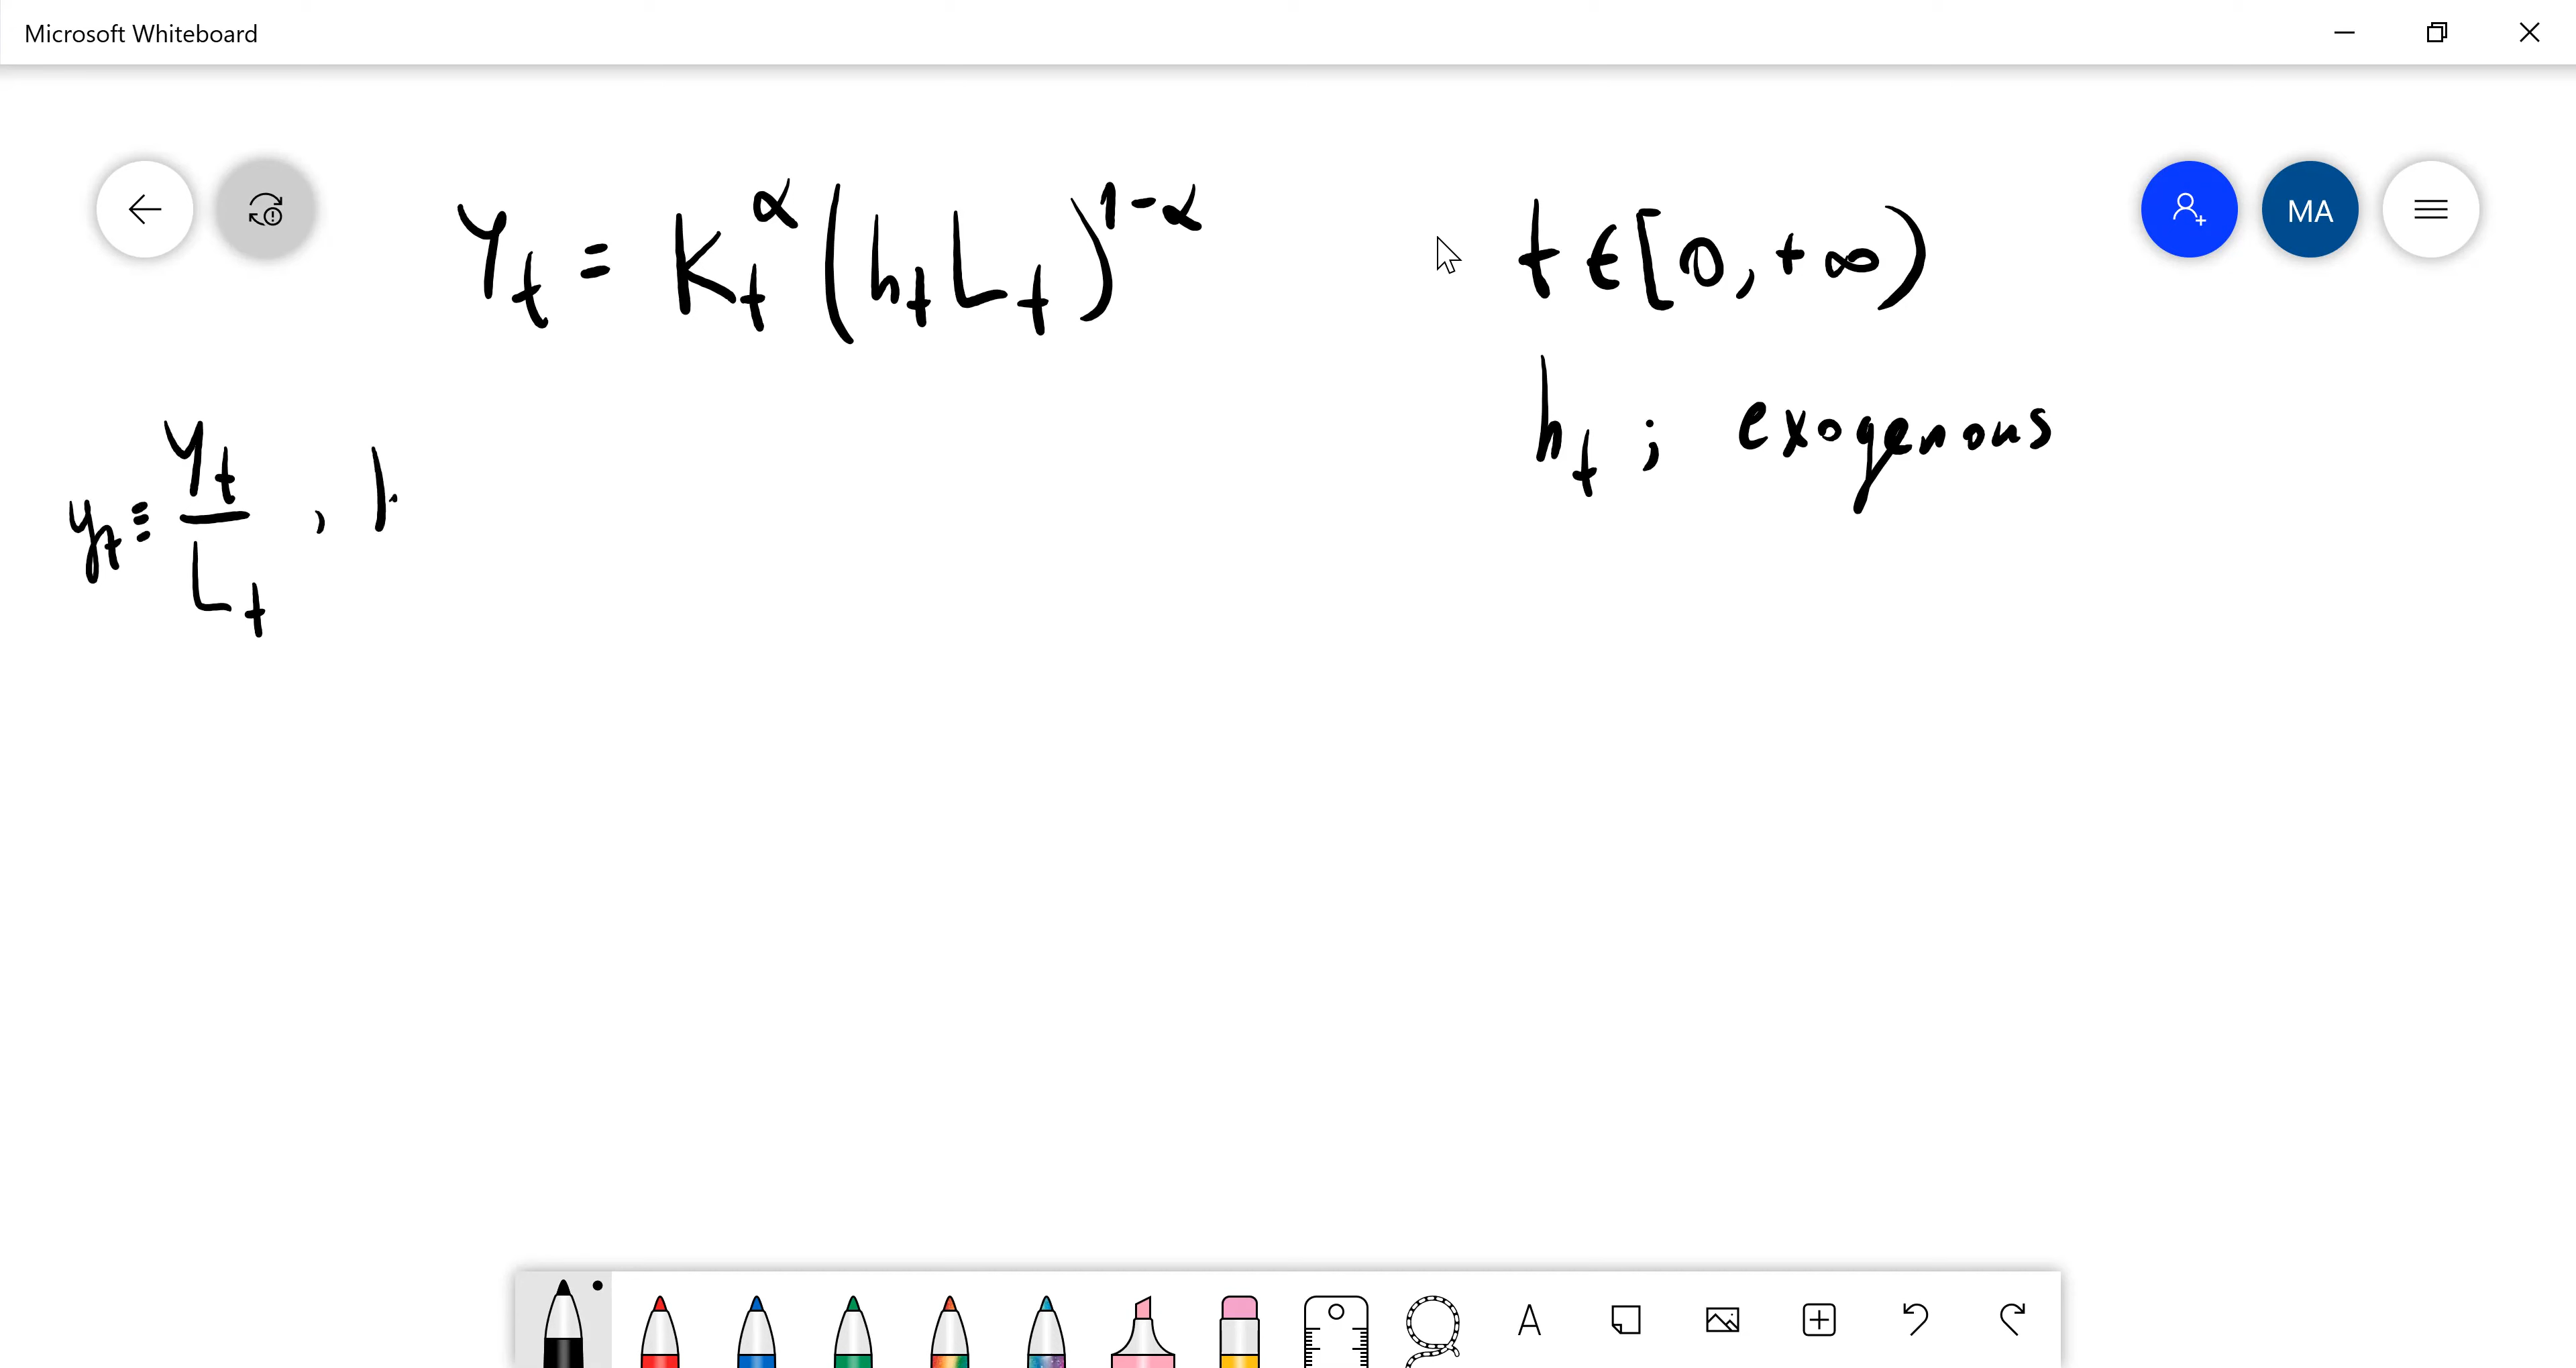 Microsoft Whiteboard
MA
Y_t = K_t^α (h_t L_t)^{1-α}
t ∈ [0, +∞)
h_t ; exogenous
y_t ≡ Y_t / L_t ,
A